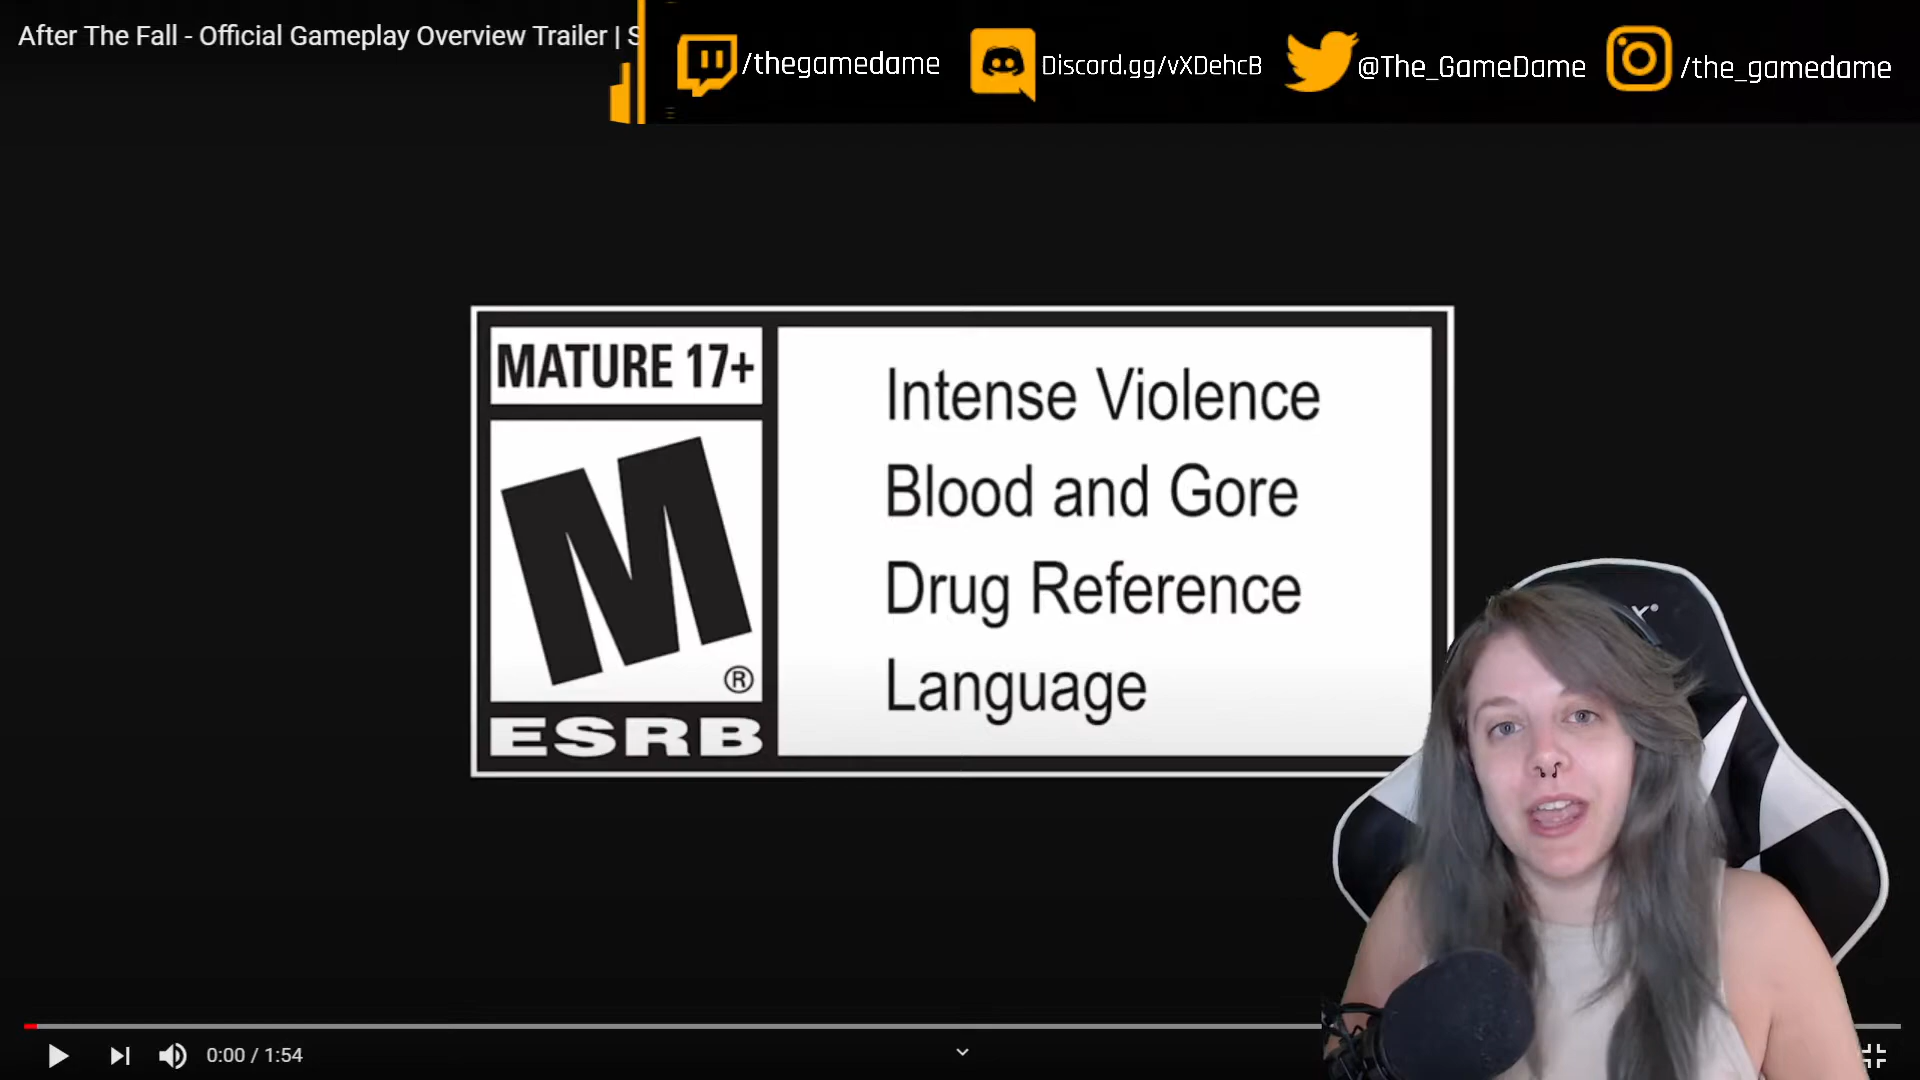 After The Fall - Official Gameplay Overview Trailer | S
/thegamedame
Discord.gg/vXDehcB
@The_GameDame
/the_gamedame
MATURE 17+
M
®
ESRB
Intense Violence
Blood and Gore
Drug Reference
Language
0:00 / 1:54